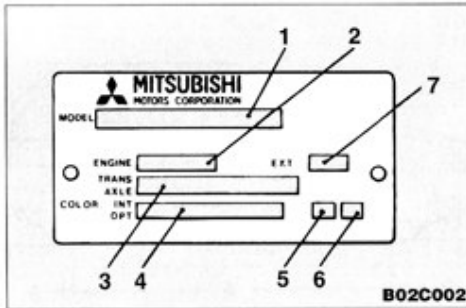 1 2
7
MITSUBISHI
MOTORS CORPORATION
MODEL
ENGINE EXT
TRANS
AXLE
COLOR INT
OPT
3 4 5 6
B02C002